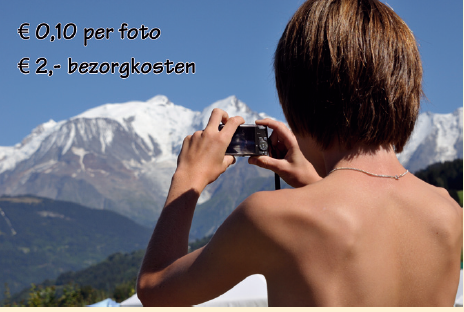 € 0,10 per foto
€ 2,- bezorgkosten